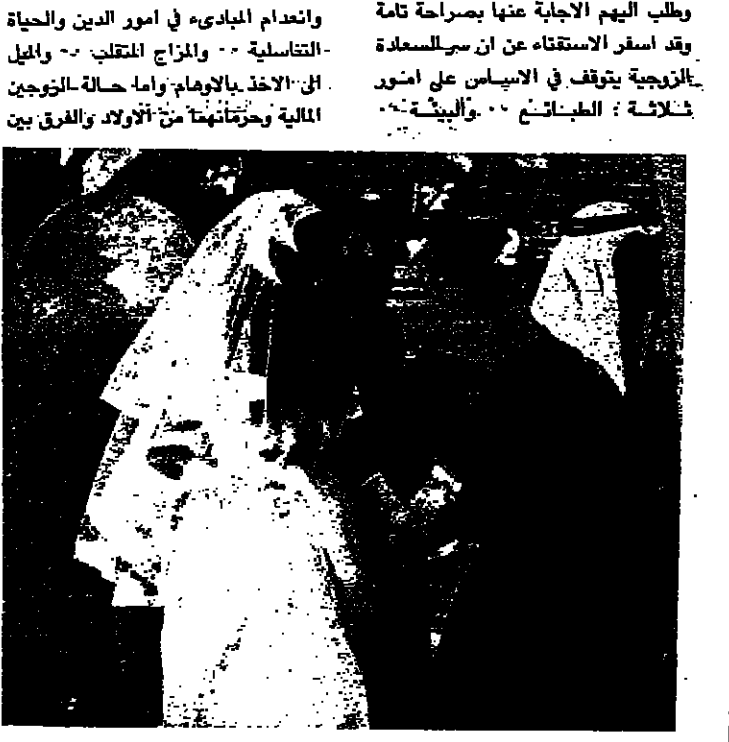 وطلب اليهم الاجابة عنها بصراحة تامة
وقد اسفر الاستفتاء عن ان سر السعادة
الزوجية يتوقف في الاسباس على امور
ثلاثة : الطبائع .. والبيئة ..
وانعدام المبادىء في امور الدين والحياة
التناسلية .. والمزاج المتقلب .. والميل
الى الاخذ بالاوهام واما حالة الزوجين
المالية وحرمانهما من الاولاد والفرق بين